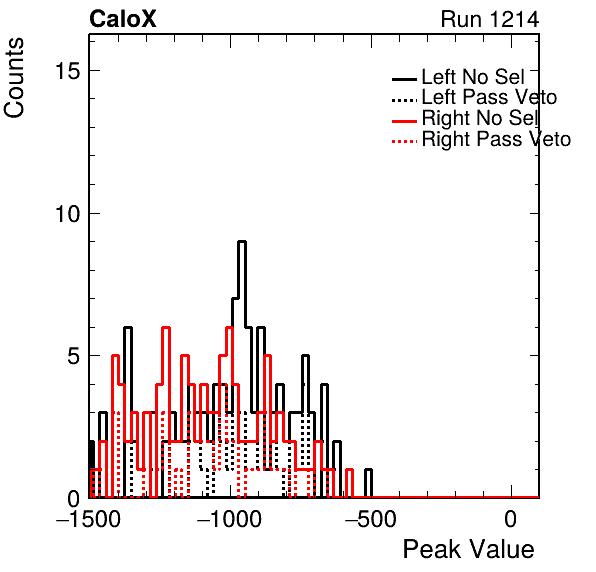 CaloX Run 1214
Counts
15
10
5
0
Left No Sel
Left Pass Veto
Right No Sel
Right Pass Veto
−1500 −1000 −500 0
Peak Value